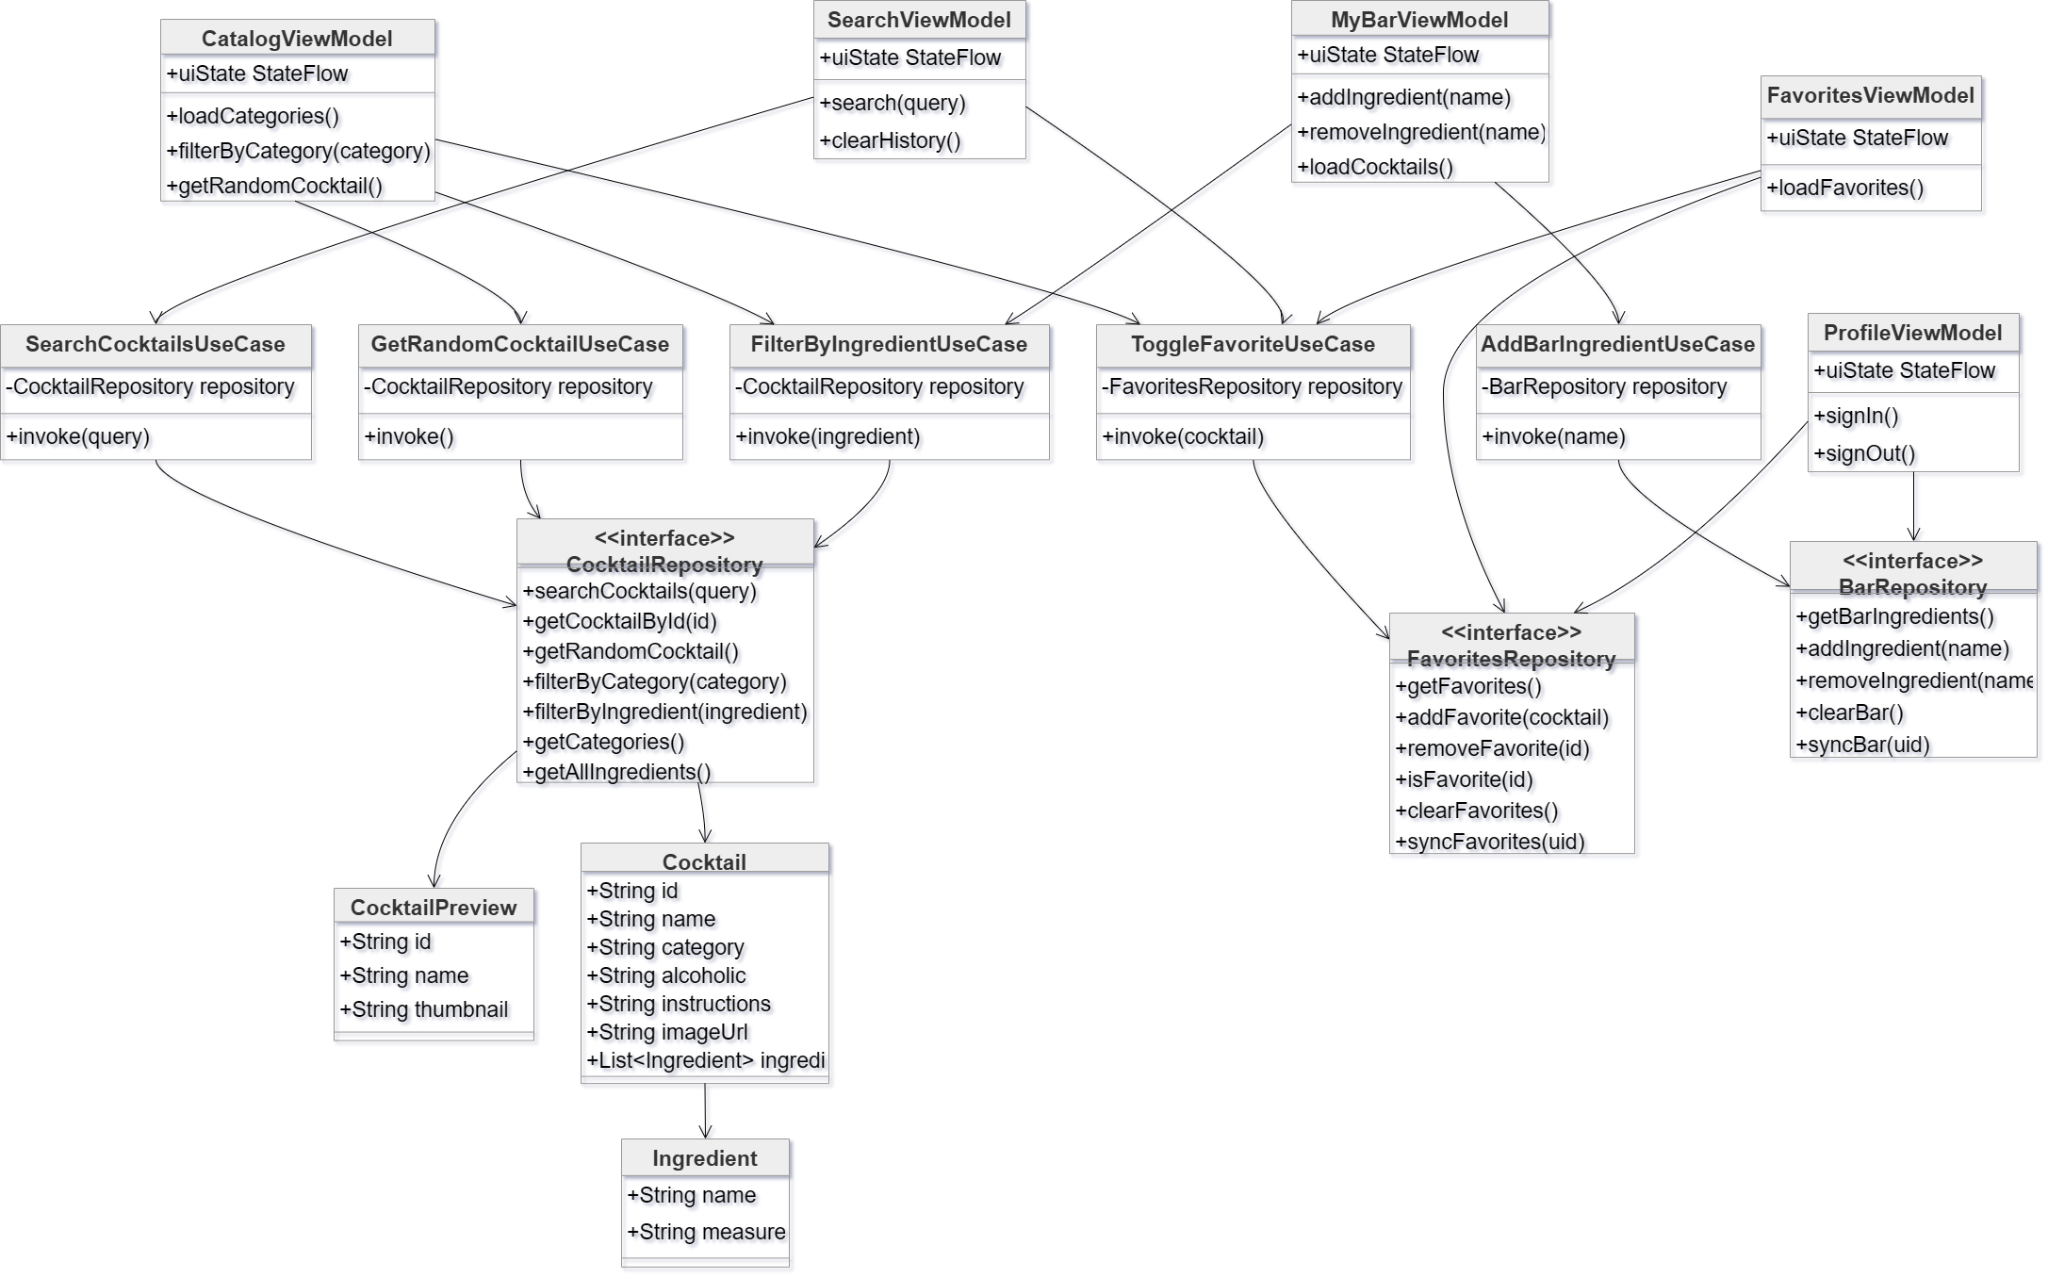 CatalogViewModel
+uiState StateFlow
+loadCategories()
+filterByCategory(category)
+getRandomCocktail()
SearchViewModel
+uiState StateFlow
+search(query)
+clearHistory()
MyBarViewModel
+uiState StateFlow
+addIngredient(name)
+removeIngredient(name)
+loadCocktails()
FavoritesViewModel
+uiState StateFlow
+loadFavorites()
SearchCocktailsUseCase
-CocktailRepository repository
+invoke(query)
GetRandomCocktailUseCase
-CocktailRepository repository
+invoke()
FilterByIngredientUseCase
-CocktailRepository repository
+invoke(ingredient)
ToggleFavoriteUseCase
-FavoritesRepository repository
+invoke(cocktail)
AddBarIngredientUseCase
-BarRepository repository
+invoke(name)
ProfileViewModel
+uiState StateFlow
+signIn()
+signOut()
<<interface>>
CocktailRepository
+searchCocktails(query)
+getCocktailById(id)
+getRandomCocktail()
+filterByCategory(category)
+filterByIngredient(ingredient)
+getCategories()
+getAllIngredients()
<<interface>>
FavoritesRepository
+getFavorites()
+addFavorite(cocktail)
+removeFavorite(id)
+isFavorite(id)
+clearFavorites()
+syncFavorites(uid)
<<interface>>
BarRepository
+getBarIngredients()
+addIngredient(name)
+removeIngredient(name
+clearBar()
+syncBar(uid)
CocktailPreview
+String id
+String name
+String thumbnail
Cocktail
+String id
+String name
+String category
+String alcoholic
+String instructions
+String imageUrl
+List<Ingredient> ingredi
Ingredient
+String name
+String measure